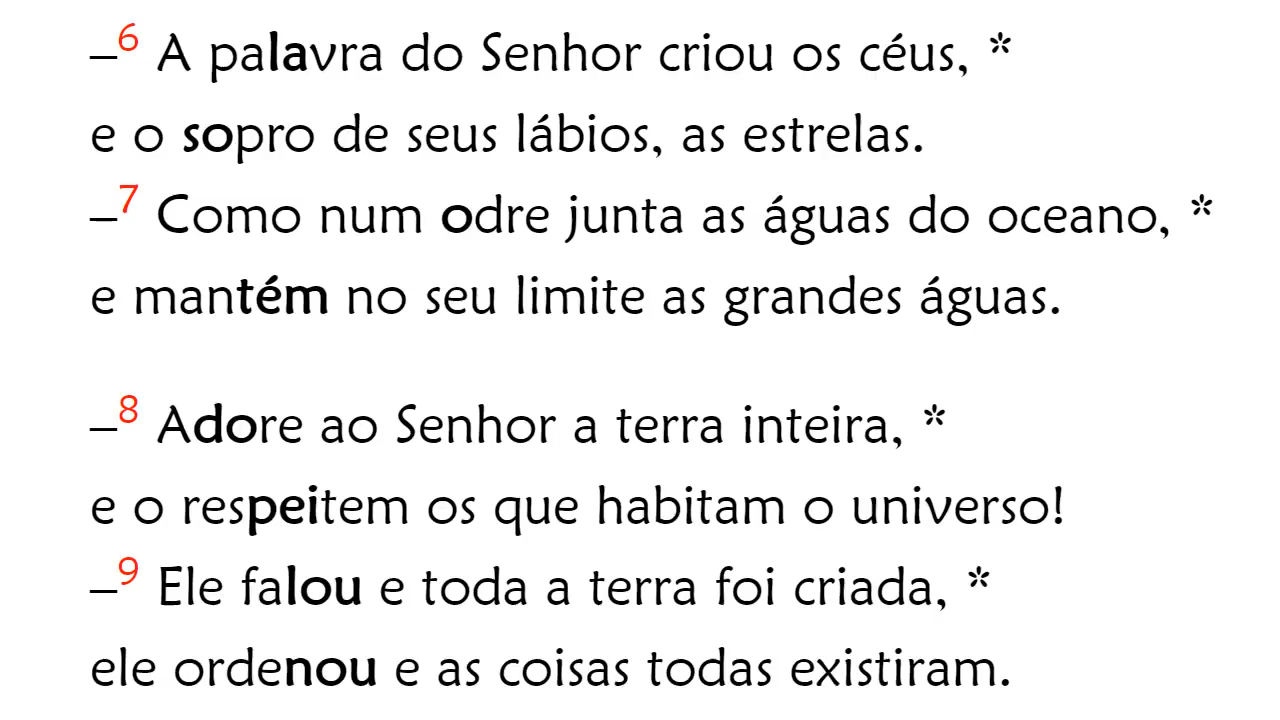 –6 A palavra do Senhor criou os céus, *
e o sopro de seus lábios, as estrelas.
–7 Como num odre junta as águas do oceano, *
e mantém no seu limite as grandes águas.
–8 Adore ao Senhor a terra inteira, *
e o respeitem os que habitam o universo!
–9 Ele falou e toda a terra foi criada, *
ele ordenou e as coisas todas existiram.